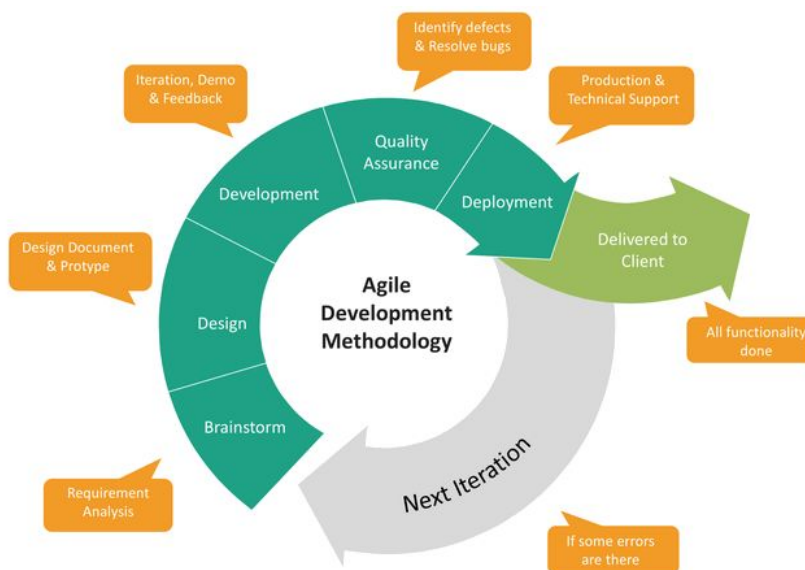 Identify defects
& Resolve bugs
Iteration, Demo
& Feedback
Production &
Technical Support
Quality
Assurance
Development
Deployment
Delivered to
Client
Design Document
& Protype
Agile
Development
Methodology
Design
All functionality
done
Brainstorm
Next Iteration
Requirement
Analysis
If some errors
are there